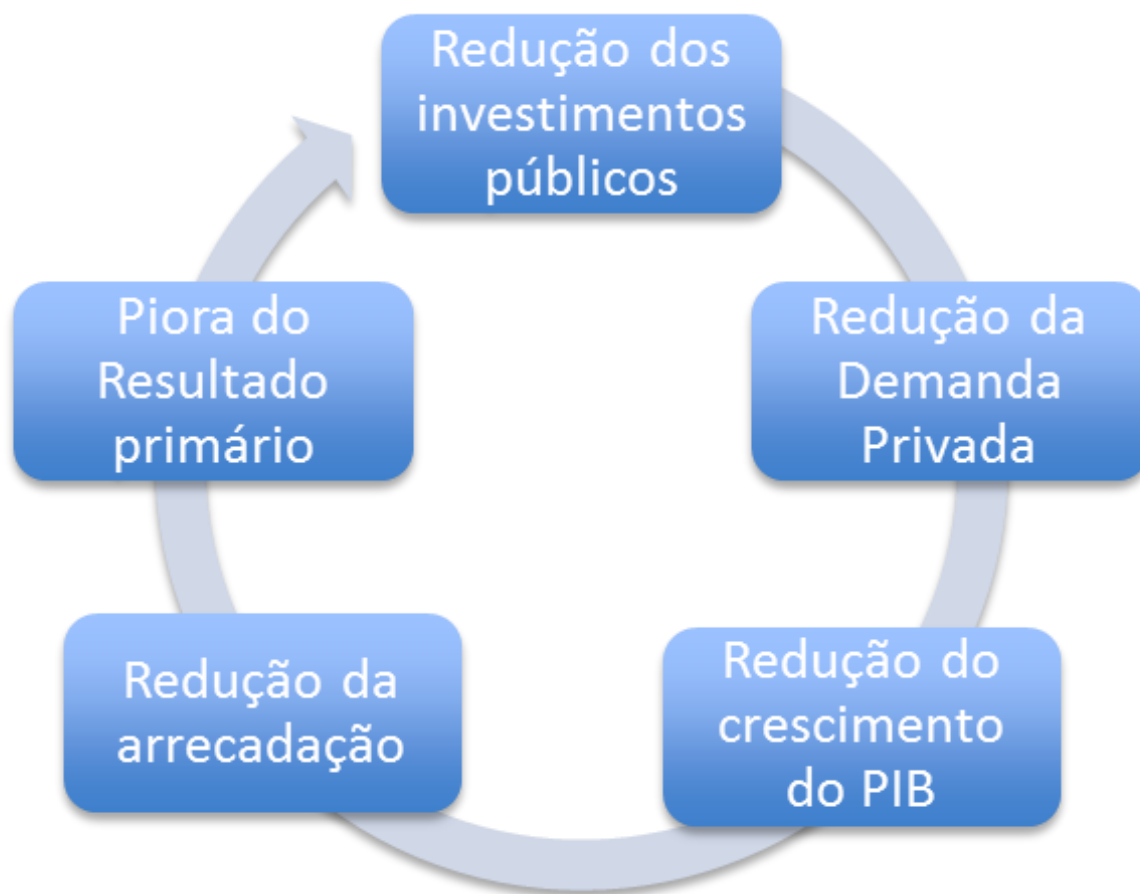 Redução dos
investimentos
públicos
Redução da
Demanda
Privada
Redução do
crescimento
do PIB
Redução da
arrecadação
Piora do
Resultado
primário